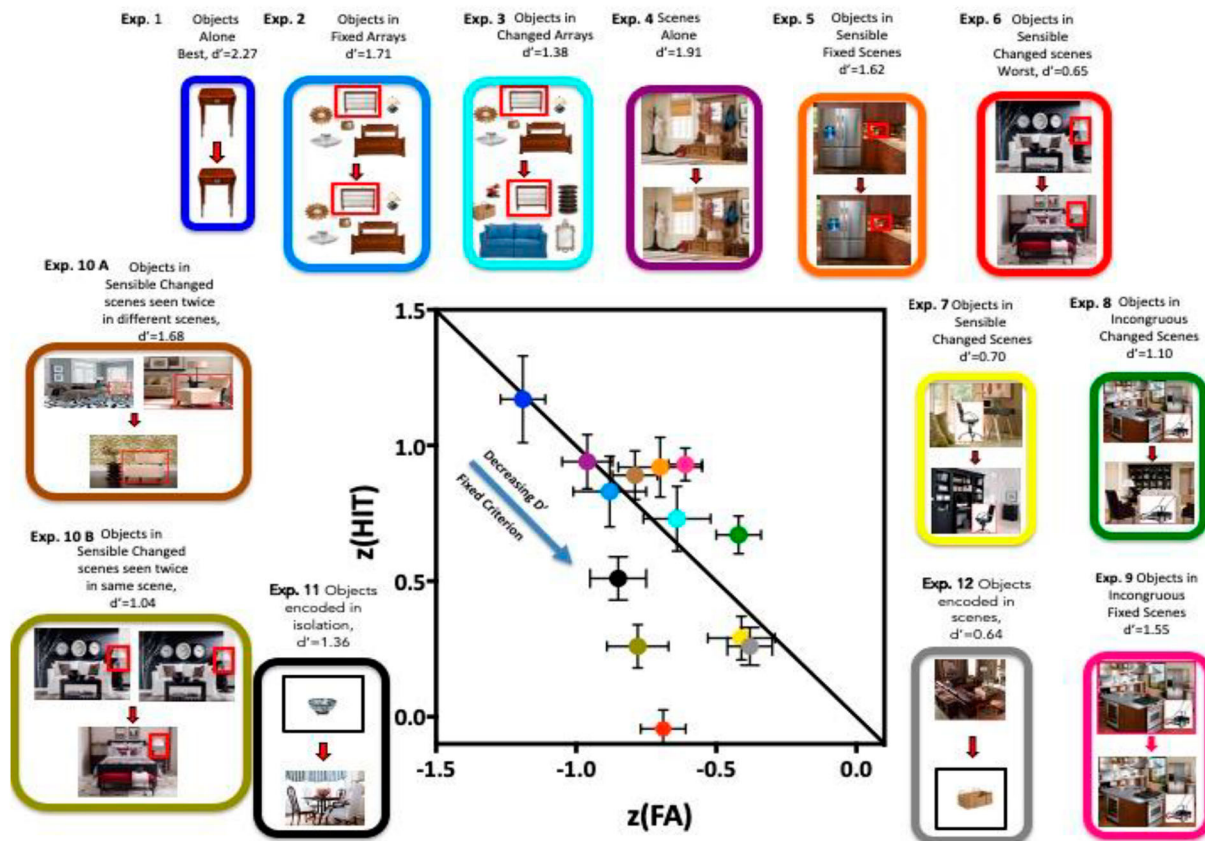 Exp. 1 Objects
Alone
Best, d'=2.27
Exp. 2 Objects in
Fixed Arrays
d'=1.71
Exp. 3 Objects in
Changed Arrays
d'=1.38
Exp. 4 Scenes
Alone
d'=1.91
Exp. 5 Objects in
Sensible
Fixed Scenes
d'=1.62
Exp. 6 Objects in
Sensible
Changed scenes
Worst, d'=0.65
Exp. 10 A Objects in
Sensible Changed
scenes seen twice
in different scenes,
d'=1.68
Exp. 7 Objects in
Sensible
Changed Scenes
d'=0.70
Exp. 8 Objects in
Incongruous
Changed Scenes
d'=1.10
Exp. 10 B Objects in
Sensible Changed
scenes seen twice
in same scene,
d'=1.04
Exp. 11 Objects
encoded in
isolation,
d'=1.36
Exp. 12 Objects
encoded in
scenes,
d'=0.64
Exp. 9 Objects in
Incongruous
Fixed Scenes
d'=1.55
1.5
1.0
0.5
0.0
z(HIT)
Decreasing D'
Fixed Criterion
-1.5 -1.0 -0.5 0.0
z(FA)